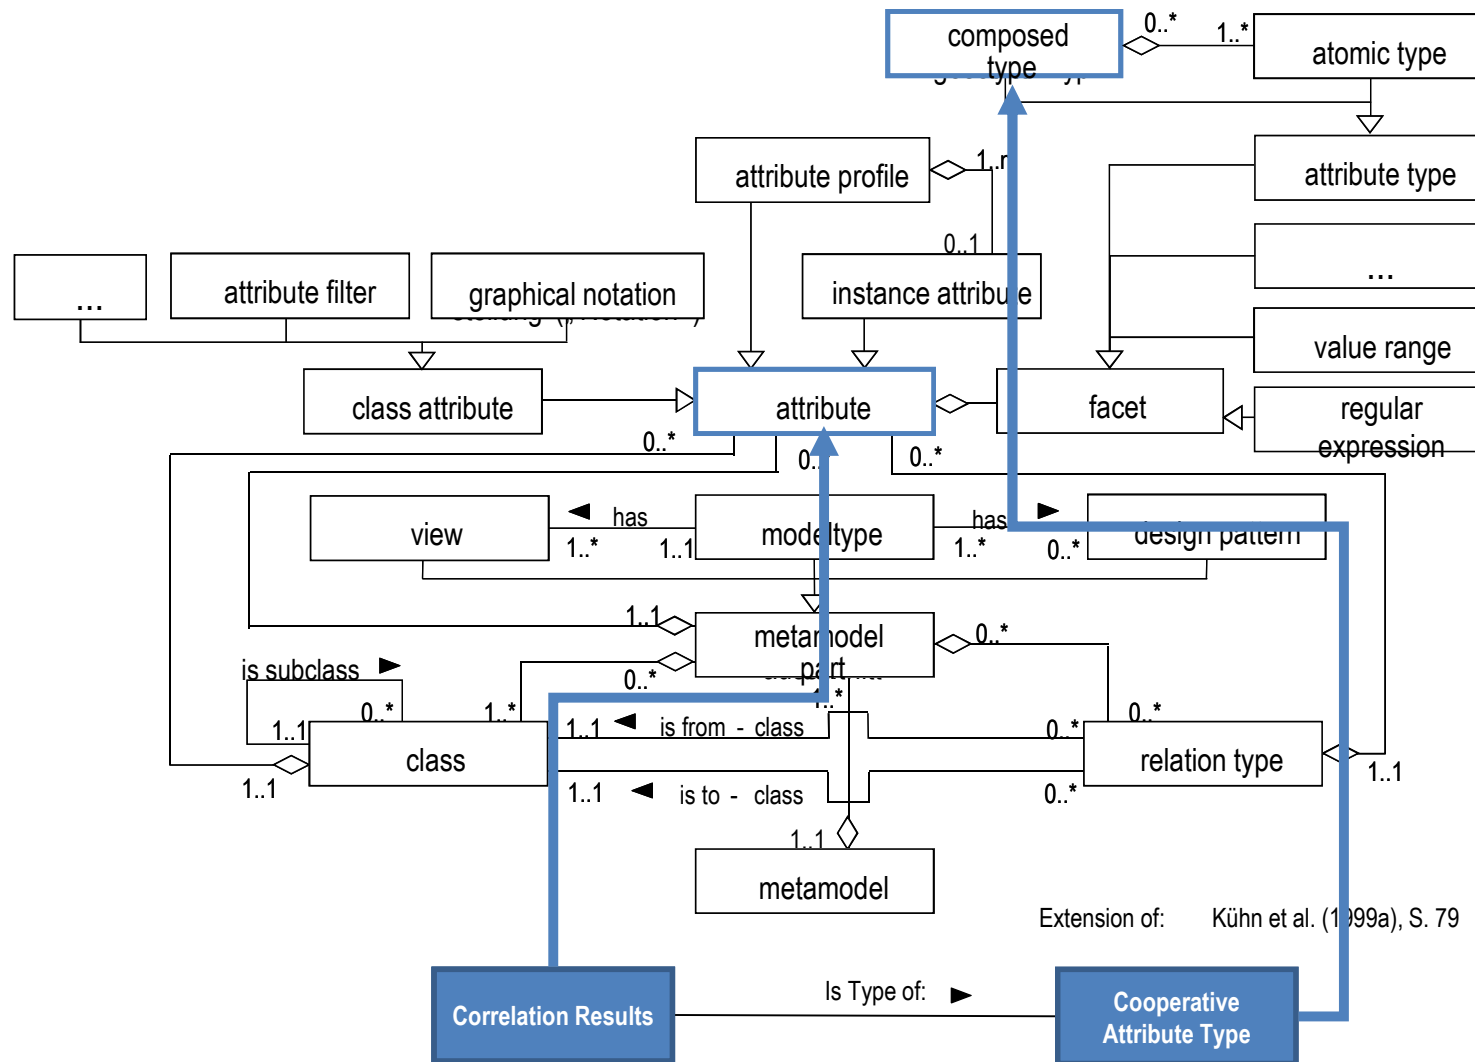 0..*
composed
type
1..*
atomic type
attribute profile
1..n
attribute type
0..1
...
attribute filter
graphical notation
instance attribute
...
value range
class attribute
attribute
facet
regular
expression
0..*
0..
0..*
has
has
view
modeltype
design pattern
1..*
1..1
1..*
0..*
1..1
metamodel
part
0..*
is subclass
0..*
0..*
1..*
1..*
0..*
1..1
1..1
is from - class
0..*
class
relation type
1..1
1..1
is to - class
0..*
1..1
1..1
metamodel
Extension of: Kühn et al. (1999a), S. 79
Is Type of:
Correlation Results
Cooperative
Attribute Type